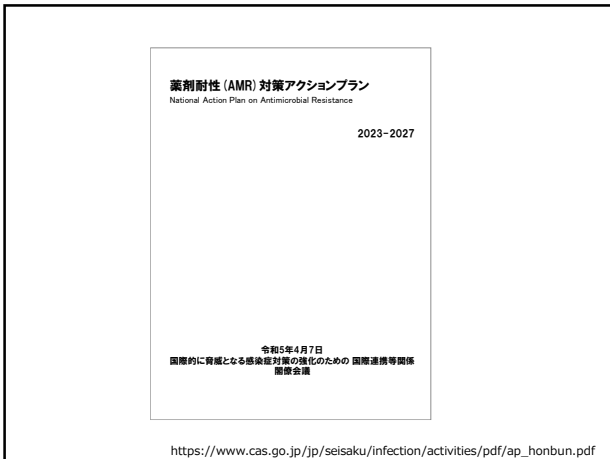 薬剤耐性(AMR)対策アクションプラン
National Action Plan on Antimicrobial Resistance
2023-2027
令和5年4月7日
国際的に脅威となる感染症対策の強化のための 国際連携等関係
閣僚会議
https://www.cas.go.jp/jp/seisaku/infection/activities/pdf/ap_honbun.pdf